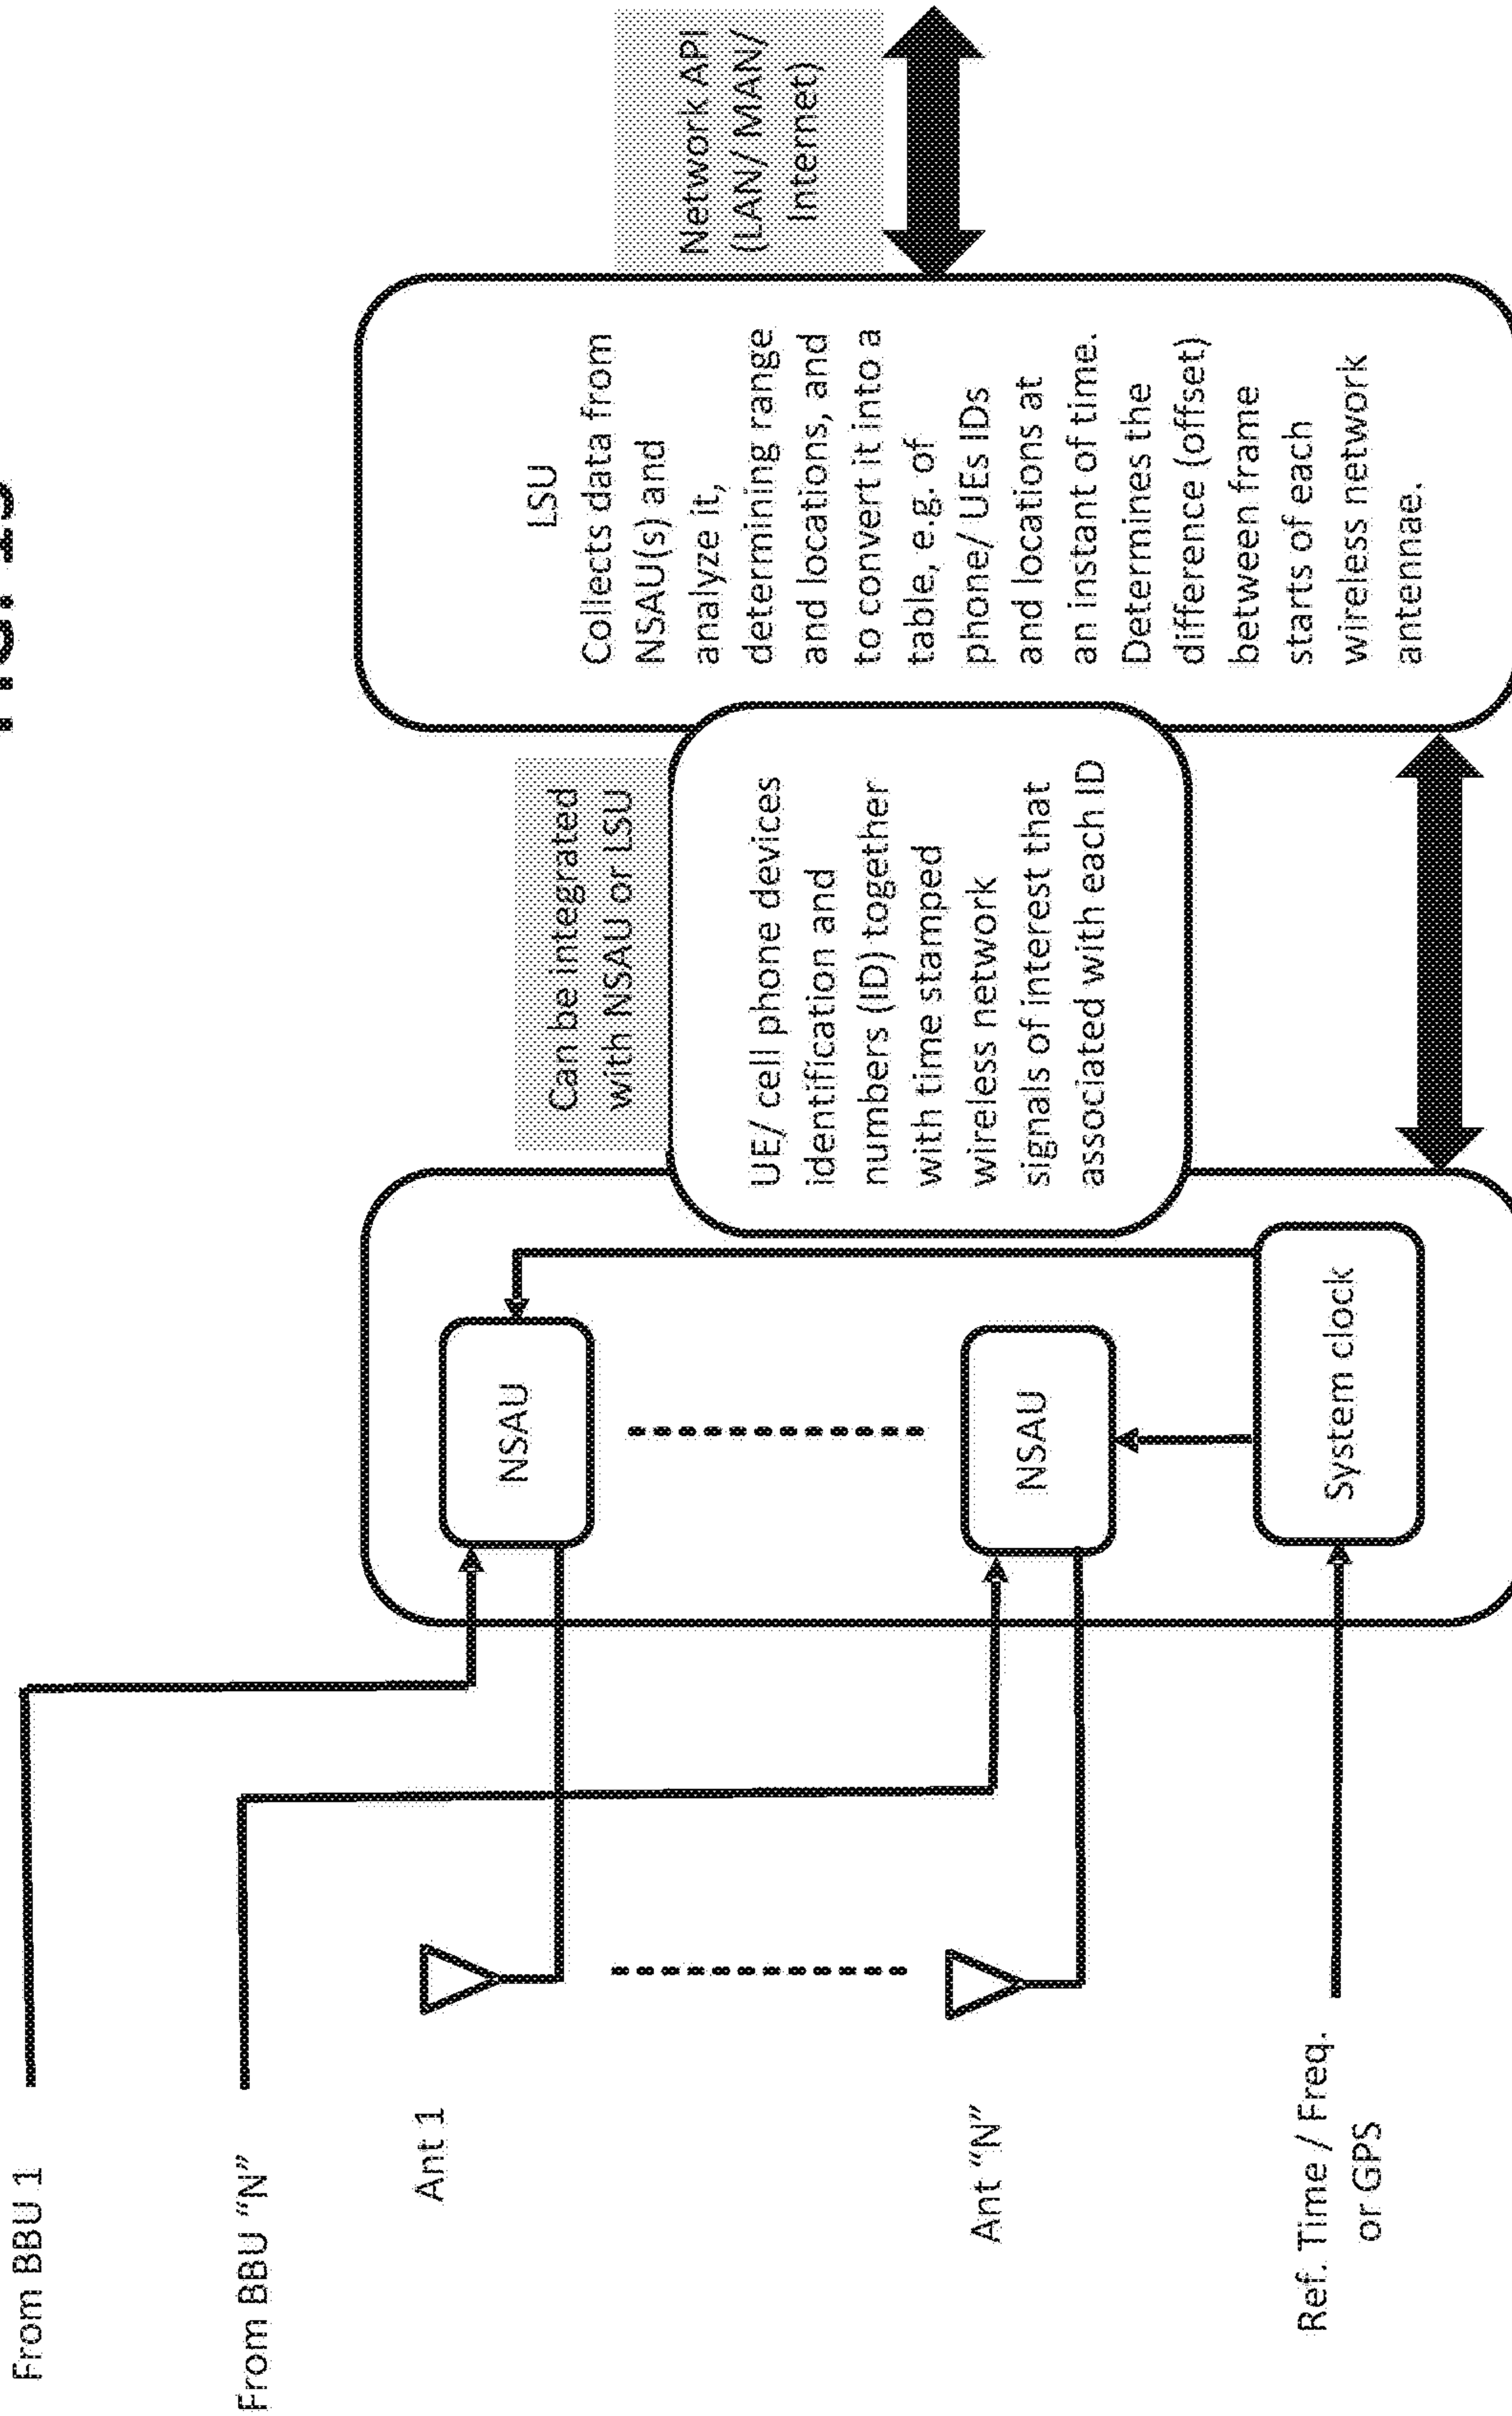 From BBU 1
From BBU “N”
Ant 1
Ant “N”
Ref. Time / Freq.
or GPS
NSAU
NSAU
System clock
Can be integrated
with NSAU or LSU
UE/ cell phone devices
identification and
numbers (ID) together
with time stamped
wireless network
signals of interest that
associated with each ID
LSU
Collects data from
NSAU(s) and
analyze it,
determining range
and locations, and
to convert it into a
table, e.g. of
phone/ UEs IDs
and locations at
an instant of time.
Determines the
difference (offset)
between frame
starts of each
wireless network
antennae.
Network API
(LAN/ MAN/
Internet)